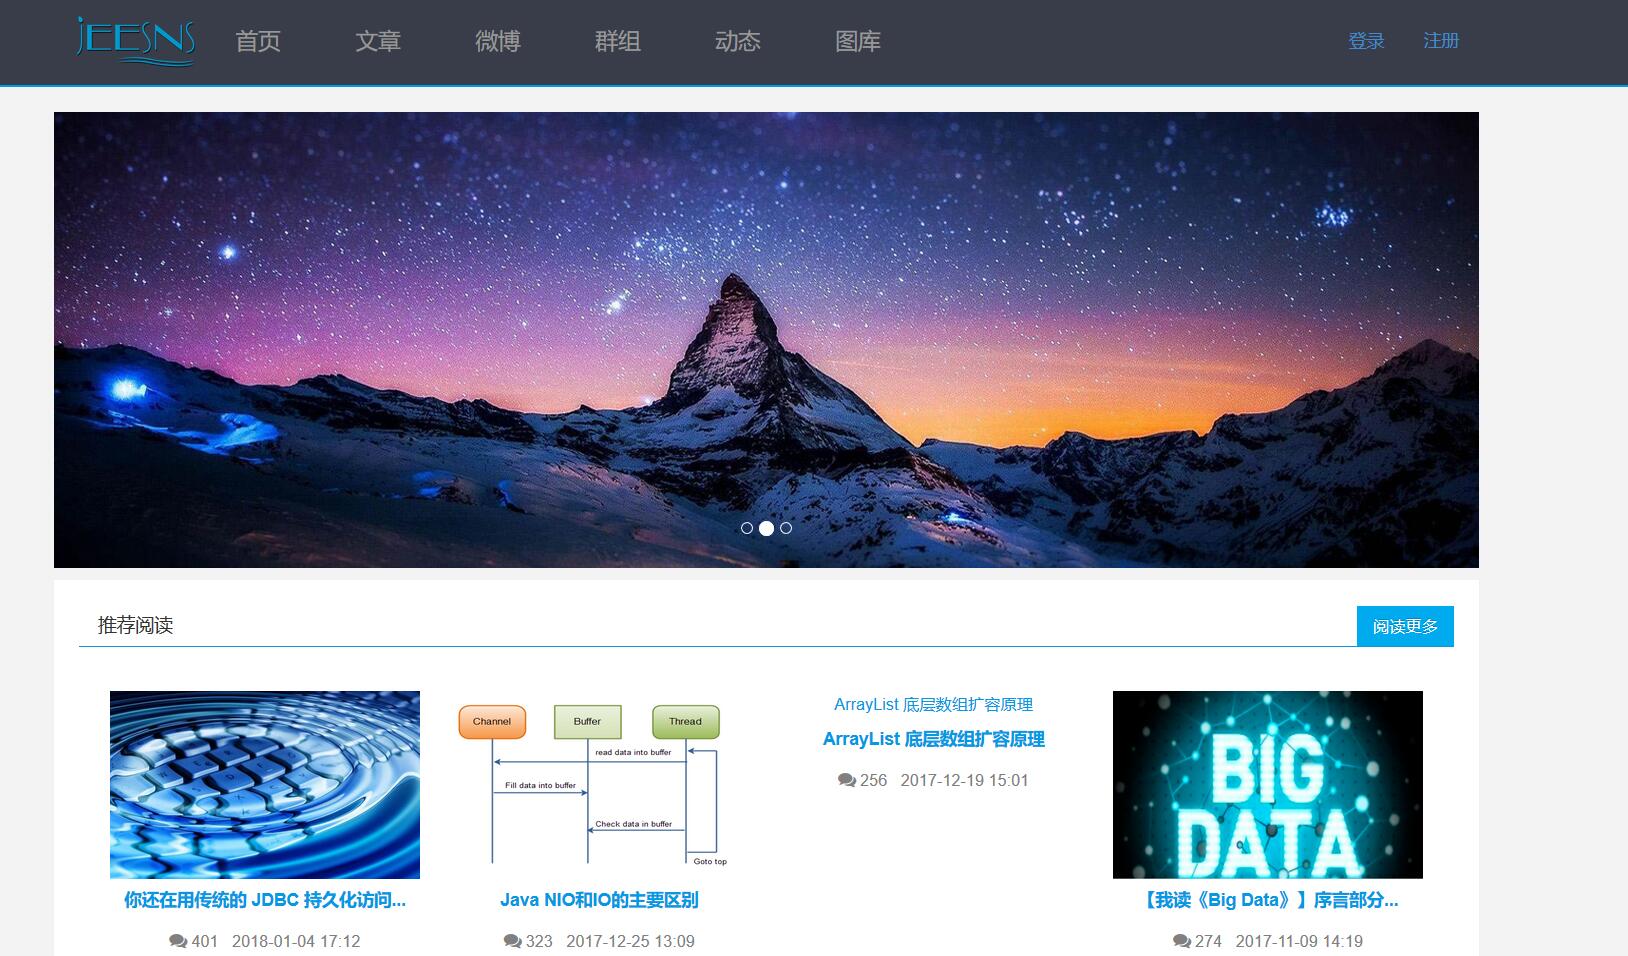 jEESNS 首页 文章 微博 群组 动态 图库 登录 注册
推荐阅读 阅读更多
Channel Buffer Thread
read data into buffer
Fill data into buffer
Check data in buffer
Goto top
ArrayList 底层数组扩容原理
ArrayList 底层数组扩容原理
256 2017-12-19 15:01
BIG
DATA
你还在用传统的 JDBC 持久化访问... Java NIO和IO的主要区别 【我读《Big Data》】序言部分...
401 2018-01-04 17:12 323 2017-12-25 13:09 274 2017-11-09 14:19